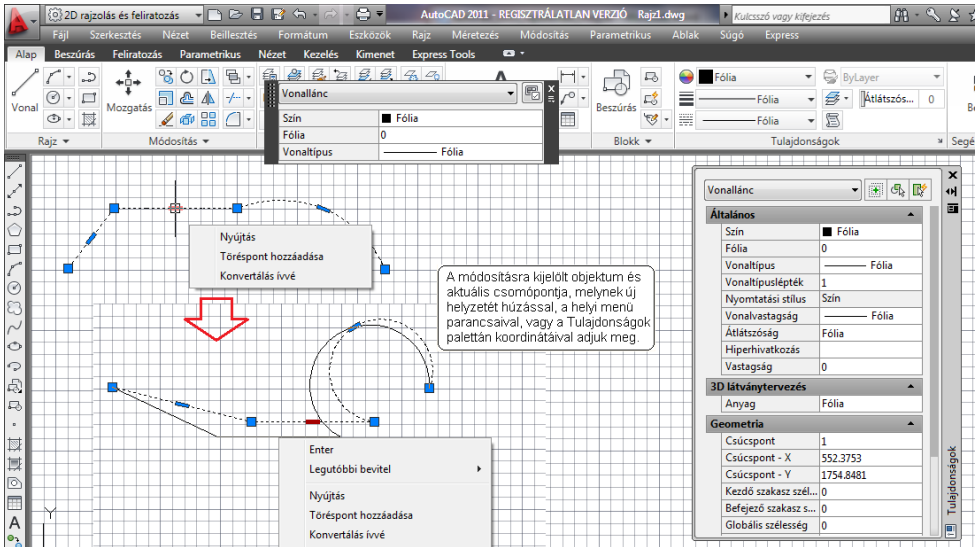 2D rajzolás és feliratozás
AutoCAD 2011 - REGISZTRÁLATLAN VERZIÓ Rajz1.dwg
Kulcsszó vagy kifejezés
Fájl Szerkesztés Nézet Beillesztés Formátum Eszközök Rajz Méretezés Módosítás Parametrikus Ablak Súgó Express
Alap Beszúrás Feliratozás Parametrikus Nézet Kezelés Kimenet Express Tools
Vonal
Mozgatás
Beszúrás
Fólia
ByLayer
Fólia
Átlátszós... 0
Fólia
Rajz
Módosítás
Blokk
Tulajdonságok
Vonallánc
Szín Fólia
Fólia 0
Vonaltípus Fólia
Nyújtás
Töréspont hozzáadása
Konvertálás ívvé
A módosításra kijelölt objektum és
aktuális csomópontja, melynek új
helyzetét húzással, a helyi menü
parancsaival, vagy a Tulajdonságok
palettán koordinátáival adjuk meg.
Enter
Legutóbbi bevitel
Nyújtás
Töréspont hozzáadása
Konvertálás ívvé
Y
A
Vonallánc
Általános
Szín Fólia
Fólia 0
Vonaltípus Fólia
Vonaltípuslépték 1
Nyomtatási stílus Szín
Vonalvastagság Fólia
Átlátszóság Fólia
Hiperhivatkozás
Vastagság 0
3D látványtervezés
Anyag Fólia
Geometria
Csúcspont 1
Csúcspont - X 552.3753
Csúcspont - Y 1754.8481
Kezdő szakasz szél... 0
Befejező szakasz s... 0
Globális szélesség 0
Tulajdonságok